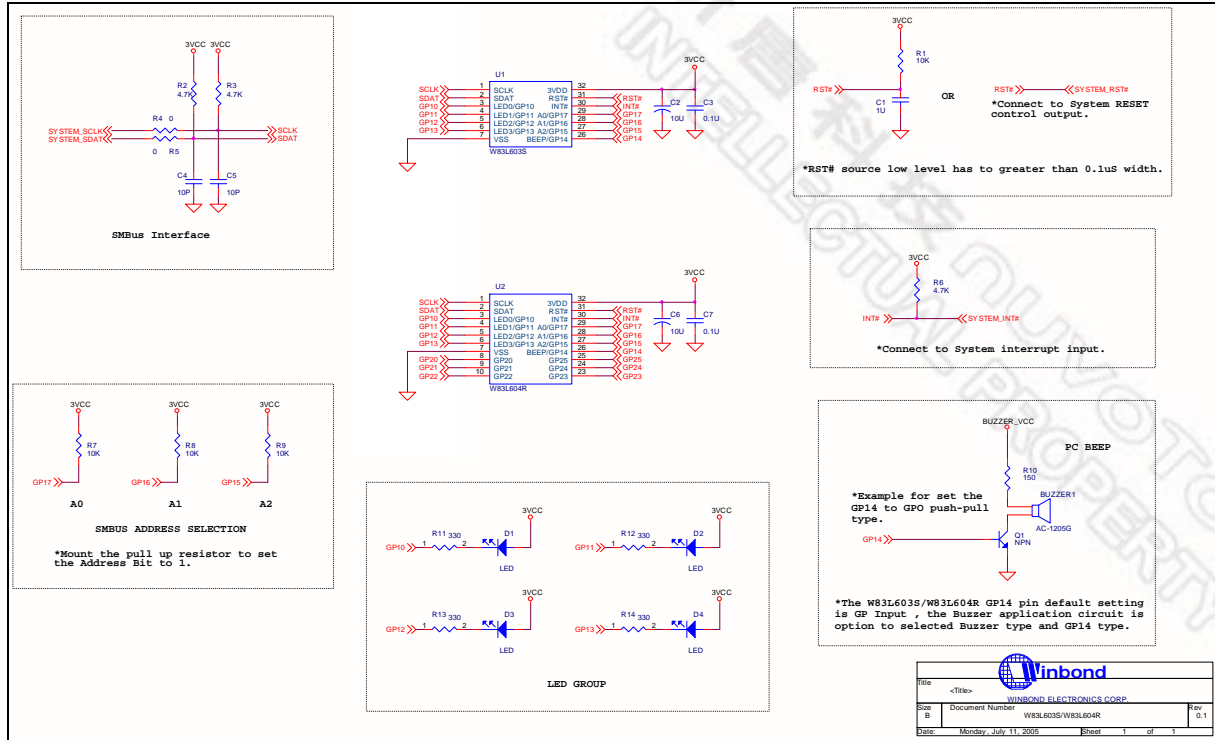 3VCC 3VCC
R2
4.7K
R3
4.7K
R4 0
SYSTEM_SCLK
SYSTEM_SDAT
SCLK
SDAT
0 R5
C4
10P
C5
10P
SMBus Interface
U1
SCLK 1 SCLK 3VDD 32
SDAT 2 SDAT RST# 31 RST#
GP10 3 LED0/GP10 INT# 30 INT#
GP11 4 LED1/GP11 A0/GP17 29 GP17
GP12 5 LED2/GP12 A1/GP16 28 GP16
GP13 6 LED3/GP13 A2/GP15 27 GP15
7 VSS BEEP/GP14 26 GP14
W83L603S
3VCC
C2
10U
C3
0.1U
3VCC
R1
10K
RST#
C1
1U
OR
RST# SYSTEM_RST#
*Connect to System RESET
control output.
*RST# source low level has to greater than 0.1uS width.
U2
SCLK 1 SCLK 3VDD 32
SDAT 2 SDAT RST# 31 RST#
GP10 3 LED0/GP10 INT# 30 INT#
GP11 4 LED1/GP11 A0/GP17 29 GP17
GP12 5 LED2/GP12 A1/GP16 28 GP16
GP13 6 LED3/GP13 A2/GP15 27 GP15
7 VSS BEEP/GP14 26 GP14
GP20 8 GP20 GP25 25 GP25
GP21 9 GP21 GP24 24 GP24
GP22 10 GP22 GP23 23 GP23
W83L604R
3VCC
C6
10U
C7
0.1U
3VCC
R6
4.7K
INT# SYSTEM_INT#
*Connect to System interrupt input.
3VCC 3VCC 3VCC
R7
10K
R8
10K
R9
10K
GP17 GP16 GP15
A0 A1 A2
SMBUS ADDRESS SELECTION
*Mount the pull up resistor to set
the Address Bit to 1.
3VCC
GP10 1 R11 330 2 D1
LED
3VCC
GP11 1 R12 330 2 D2
LED
3VCC
GP12 1 R13 330 2 D3
LED
3VCC
GP13 1 R14 330 2 D4
LED
LED GROUP
BUZZER_VCC
PC BEEP
R10
150
BUZZER1
AC-1205G
*Example for set the
GP14 to GPO push-pull
type.
GP14
Q1
NPN
*The W83L603S/W83L604R GP14 pin default setting
is GP Input , the Buzzer application circuit is
option to selected Buzzer type and GP14 type.
Winbond
Title
<Title>
WINBOND ELECTRONICS CORP.
Size
B
Document Number
W83L603S/W83L604R
Rev
0.1
Date: Monday, July 11, 2005 Sheet 1 of 1
NUVOTON
INTELLECTUAL PROPERTY